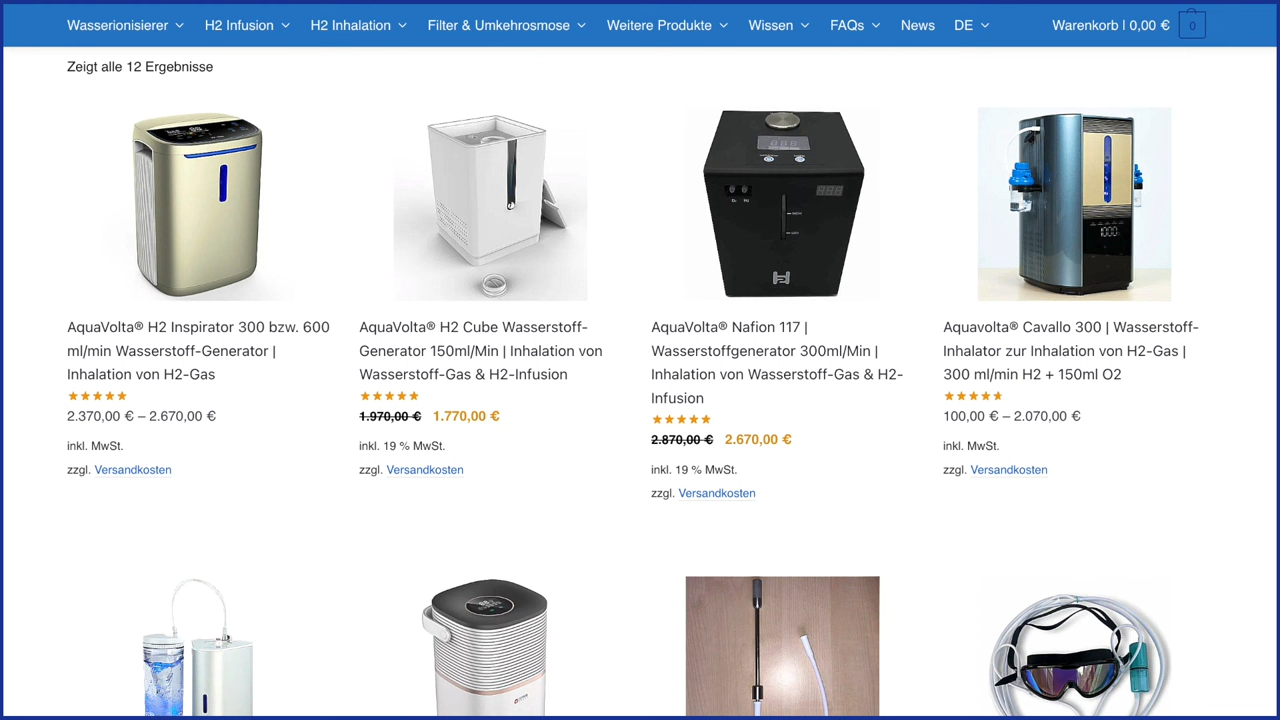 Wasserionisierer H2 Infusion H2 Inhalation Filter & Umkehrosmose Weitere Produkte Wissen FAQs News DE Warenkorb | 0,00 € 0
Zeigt alle 12 Ergebnisse
AquaVolta® H2 Inspirator 300 bzw. 600
ml/min Wasserstoff-Generator |
Inhalation von H2-Gas
2.370,00 € – 2.670,00 €
inkl. MwSt.
zzgl. Versandkosten
AquaVolta® H2 Cube Wasserstoff-
Generator 150ml/Min | Inhalation von
Wasserstoff-Gas & H2-Infusion
1.970,00 € 1.770,00 €
inkl. 19 % MwSt.
zzgl. Versandkosten
AquaVolta® Nafion 117 |
Wasserstoffgenerator 300ml/Min |
Inhalation von Wasserstoff-Gas & H2-
Infusion
2.870,00 € 2.670,00 €
inkl. 19 % MwSt.
zzgl. Versandkosten
AquaVolta® Cavallo 300 | Wasserstoff-
Inhalator zur Inhalation von H2-Gas |
300 ml/min H2 + 150ml O2
100,00 € – 2.070,00 €
inkl. MwSt.
zzgl. Versandkosten